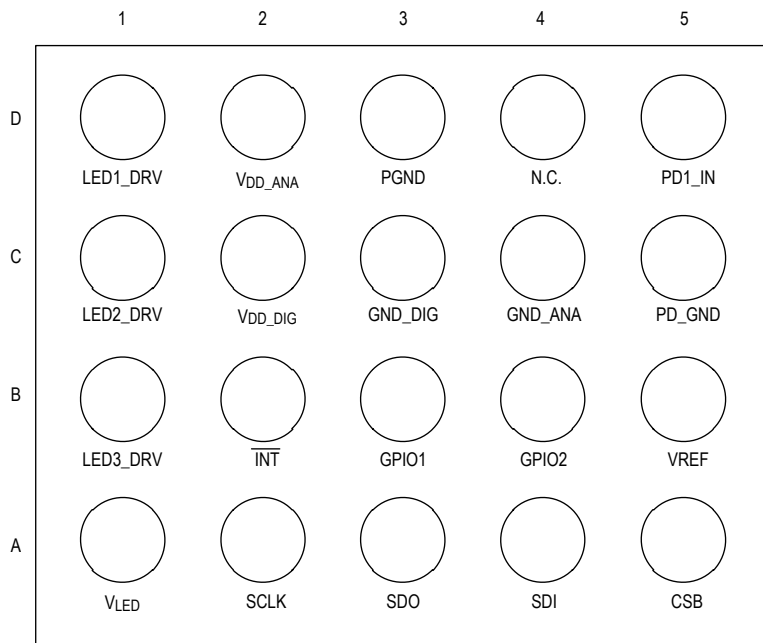 1 2 3 4 5
D
LED1_DRV VDD_ANA PGND N.C. PD1_IN
C
LED2_DRV VDD_DIG GND_DIG GND_ANA PD_GND
B
LED3_DRV INT GPIO1 GPIO2 VREF
A
VLED SCLK SDO SDI CSB